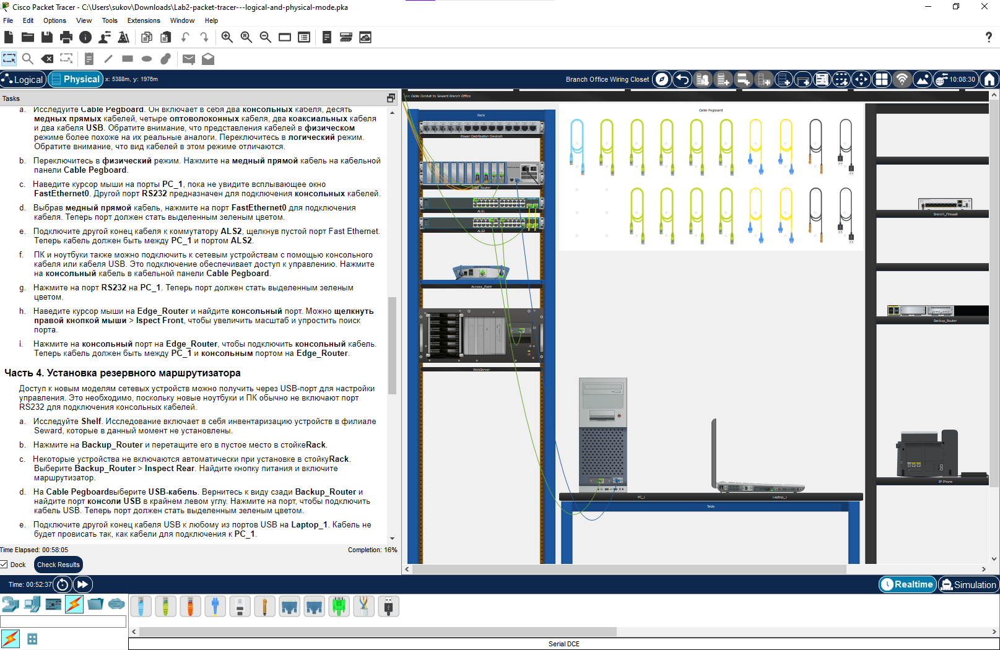 Cisco Packet Tracer - C:\Users\sukov\Downloads\Lab2-packet-tracer---logical-and-physical-mode.pka
File Edit Options View Tools Extensions Window Help
Logical Physical x: 5388m, y: 1976m Branch Office Wiring Closet 10:08:30
Tasks
a. Исследуйте Cable Pegboard. Он включает в себя два консольных кабеля, десять
медных прямых кабелей, четыре оптоволоконных кабеля, два коаксиальных кабеля
и два кабеля USB. Обратите внимание, что представления кабелей в физическом
режиме более похоже на их реальные аналоги. Переключитесь в логический режим.
Обратите внимание, что вид кабелей в этом режиме отличаются.
b. Переключитесь в физический режим. Нажмите на медный прямой кабель на кабельной
панели Cable Pegboard.
c. Наведите курсор мыши на порты PC_1, пока не увидите всплывающее окно
FastEthernet0. Другой порт RS232 предназначен для подключения консольных кабелей.
d. Выбрав медный прямой кабель, нажмите на порт FastEthernet0 для подключения
кабеля. Теперь порт должен стать выделенным зеленым цветом.
e. Подключите другой конец кабеля к коммутатору ALS2, щелкнув пустой порт Fast Ethernet.
Теперь кабель должен быть между PC_1 и портом ALS2.
f. ПК и ноутбуки также можно подключить к сетевым устройствам с помощью консольного
кабеля или кабеля USB. Это подключение обеспечивает доступ к управлению. Нажмите
на консольный кабель в кабельной панели Cable Pegboard.
g. Нажмите на порт RS232 на PC_1. Теперь порт должен стать выделенным зеленым
цветом.
h. Наведите курсор мыши на Edge_Router и найдите консольный порт. Можно щелкнуть
правой кнопкой мыши > Ispect Front, чтобы увеличить масштаб и упростить поиск
порта.
i. Нажмите на консольный порт на Edge_Router, чтобы подключить консольный кабель.
Теперь кабель должен быть между PC_1 и консольным портом на Edge_Router.
Часть 4. Установка резервного маршрутизатора
Доступ к новым моделям сетевых устройств можно получить через USB-порт для настройки
управления. Это необходимо, поскольку новые ноутбуки и ПК обычно не включают порт
RS232 для подключения консольных кабелей.
a. Исследуйте Shelf. Исследование включает в себя инвентаризацию устройств в филиале
Seward, которые в данный момент не установлены.
b. Нажмите на Backup_Router и перетащите его в пустое место в стойкеRack.
c. Некоторые устройства не включаются автоматически при установке в стойкуRack.
Выберите Backup_Router > Inspect Rear. Найдите кнопку питания и включите
маршрутизатор.
d. На Cable Pegboardвыберите USB-кабель. Вернитесь к виду сзади Backup_Router и
найдите порт консоли USB в крайнем левом углу. Нажмите на порт, чтобы подключить
кабель USB. Теперь порт должен стать выделенным зеленым цветом.
e. Подключите другой конец кабеля USB к любому из портов USB на Laptop_1. Кабель не
будет провисать так, как кабели для подключения к PC_1.
Time Elapsed: 00:58:05 Completion: 16%
Dock Check Results
<< Cable Conduit to Seward Branch Office
Rack
Power Distribution Device0
Edge Router
ALS1
ALS2
Access_Point
WebServer
Cable Pegboard
Branch_Firewall
Backup_Router
IP Phone
PC_1 Laptop_1
Table
Time: 00:52:37 Realtime Simulation
Serial DCE